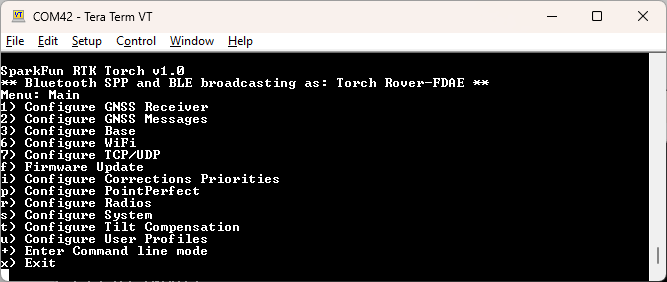 COM42 - Tera Term VT
File Edit Setup Control Window Help
SparkFun RTK Torch v1.0
** Bluetooth SPP and BLE broadcasting as: Torch Rover-FDAE **
Menu: Main
1) Configure GNSS Receiver
2) Configure GNSS Messages
3) Configure Base
6) Configure WiFi
7) Configure TCP/UDP
f) Firmware Update
i) Configure Corrections Priorities
p) Configure PointPerfect
r) Configure Radios
s) Configure System
t) Configure Tilt Compensation
u) Configure User Profiles
+) Enter Command line mode
x) Exit